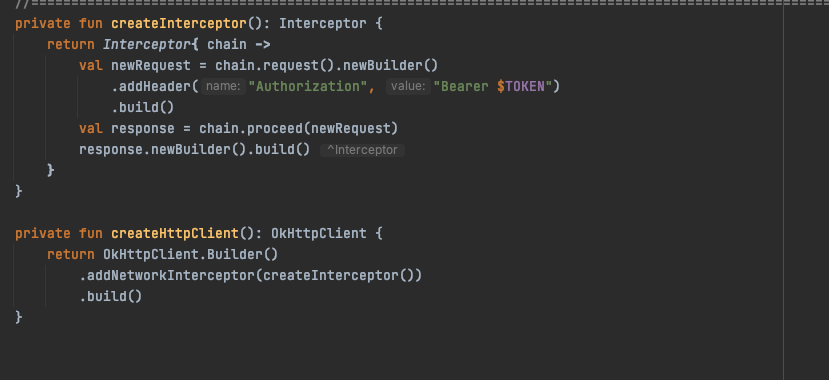 //==============================================================================
private fun createInterceptor(): Interceptor {
    return Interceptor{ chain ->
        val newRequest = chain.request().newBuilder()
            .addHeader( name: "Authorization", value: "Bearer $TOKEN")
            .build()
        val response = chain.proceed(newRequest)
        response.newBuilder().build() ^Interceptor
    }
}
private fun createHttpClient(): OkHttpClient {
    return OkHttpClient.Builder()
        .addNetworkInterceptor(createInterceptor())
        .build()
}